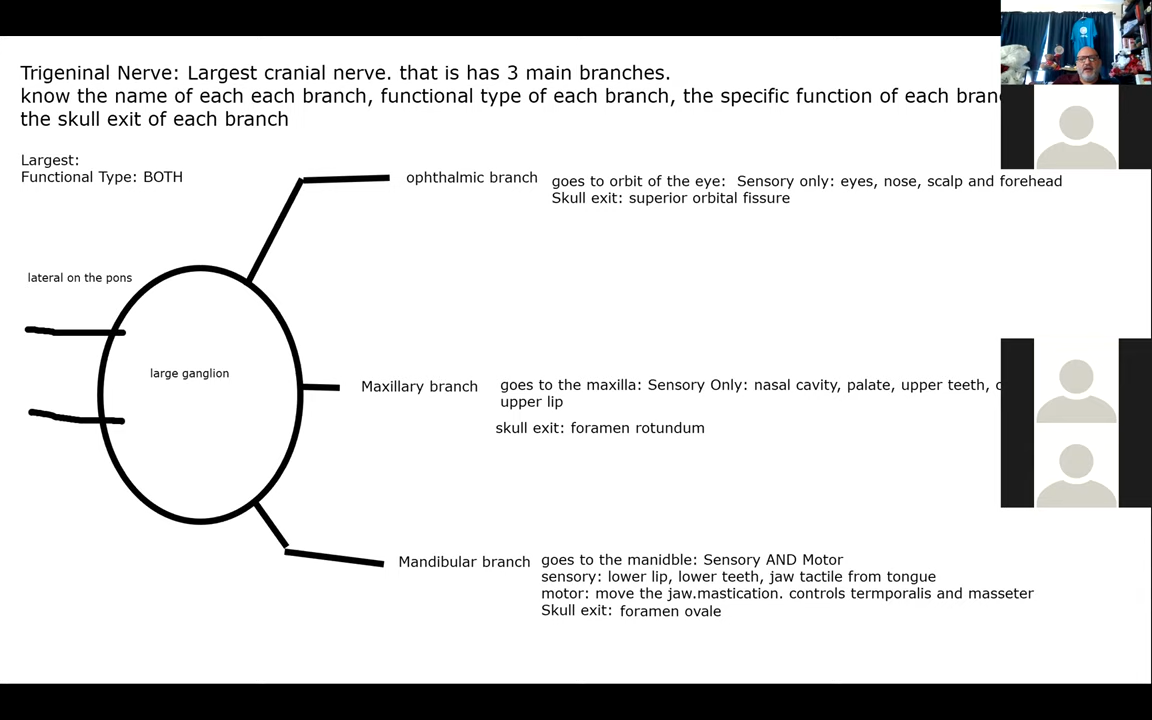 Trigeninal Nerve: Largest cranial nerve. that is has 3 main branches.
know the name of each each branch, functional type of each branch, the specific function of each
the skull exit of each branch
Largest:
Functional Type: BOTH
ophthalmic branch
goes to orbit of the eye: Sensory only: eyes, nose, scalp and forehead
Skull exit: superior orbital fissure
lateral on the pons
large ganglion
Maxillary branch
goes to the maxilla: Sensory Only: nasal cavity, palate, upper teeth,
upper lip
skull exit: foramen rotundum
Mandibular branch
goes to the manidble: Sensory AND Motor
sensory: lower lip, lower teeth, jaw tactile from tongue
motor: move the jaw.mastication. controls termporalis and masseter
Skull exit: foramen ovale